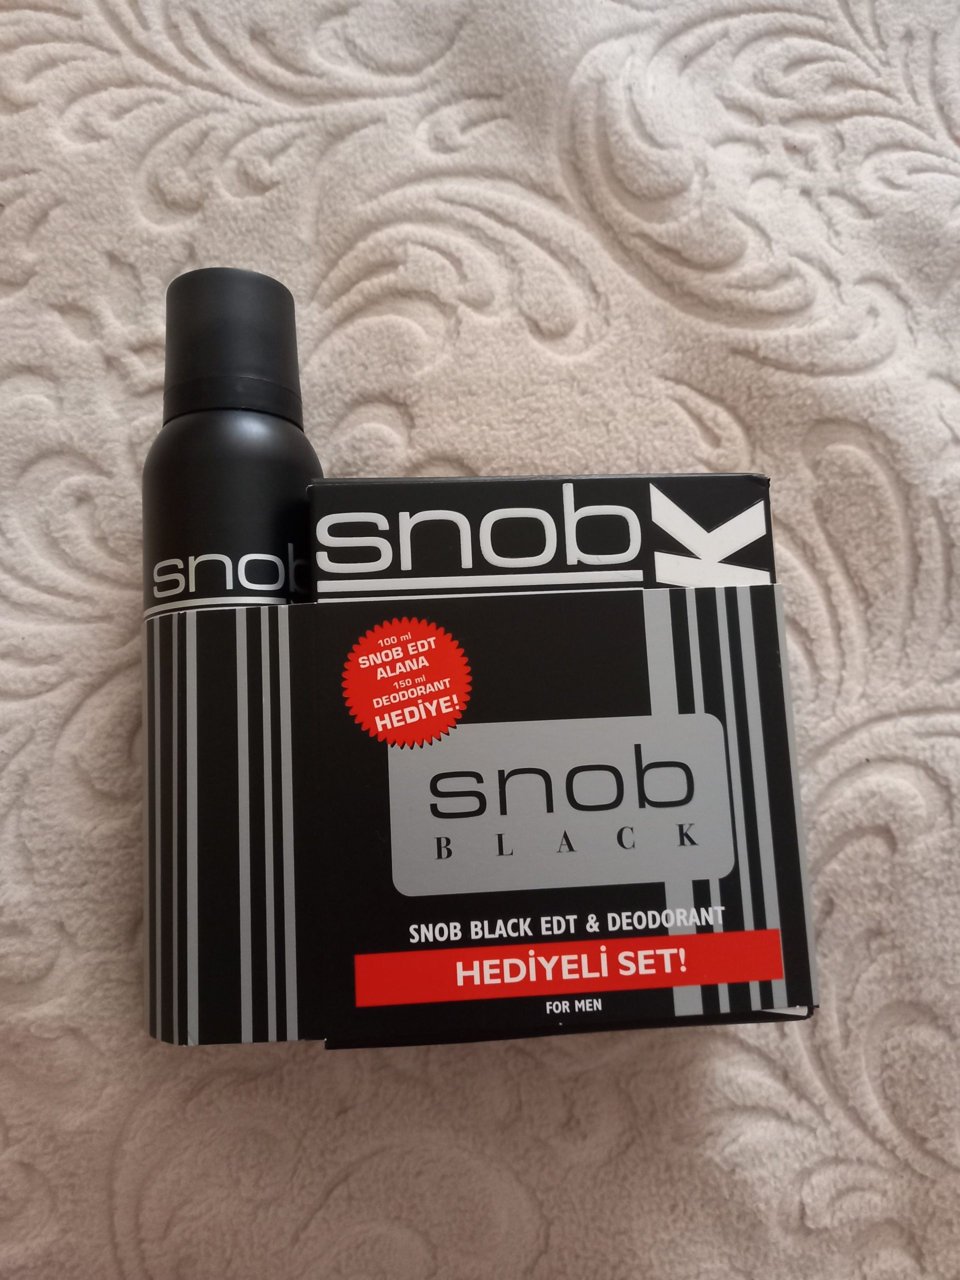 snob
snob
K
100 ml
SNOB EDT
ALANA
150 ml
DEODORANT
HEDİYE!
snob
BLACK
SNOB BLACK EDT & DEODORANT
HEDİYELİ SET!
FOR MEN